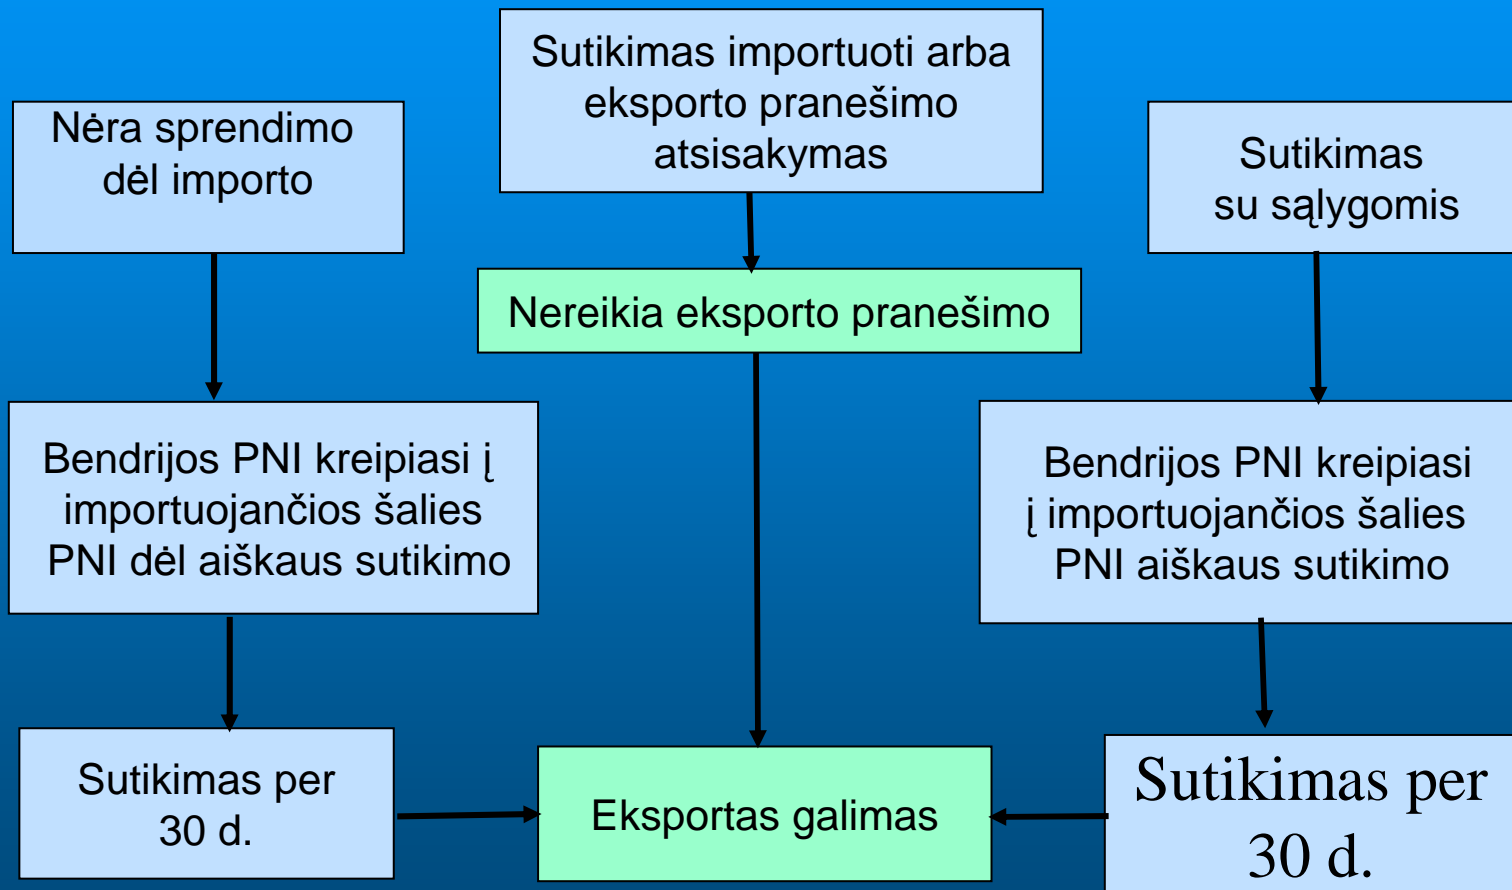 Sutikimas importuoti arba
eksporto pranešimo
atsisakymas
Nėra sprendimo
dėl importo
Sutikimas
su sąlygomis
Nereikia eksporto pranešimo
Bendrijos PNI kreipiasi į
importuojančios šalies
PNI dėl aiškaus sutikimo
Bendrijos PNI kreipiasi
į importuojančios šalies
PNI aiškaus sutikimo
Sutikimas per
30 d.
Eksportas galimas
Sutikimas per
30 d.